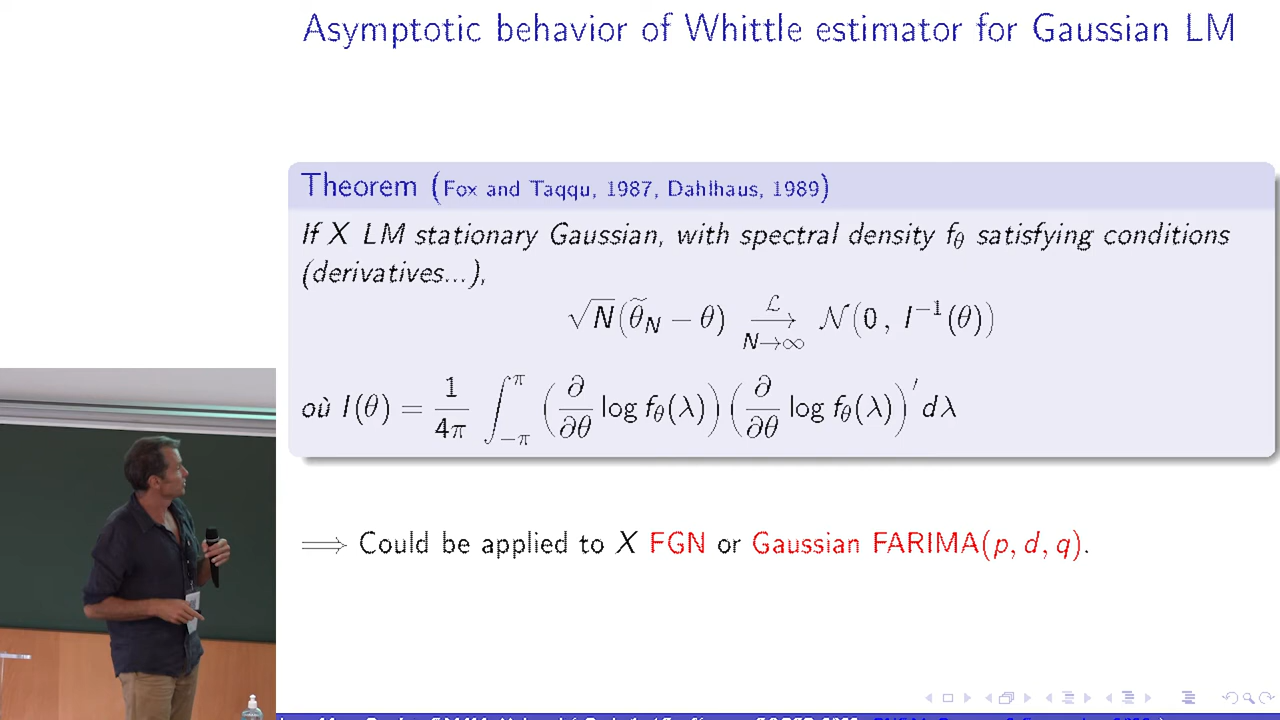 Asymptotic behavior of Whittle estimator for Gaussian LM
Theorem (Fox and Taqqu, 1987, Dahlhaus, 1989)
If X LM stationary Gaussian, with spectral density f_θ satisfying conditions
(derivatives...),
√N(θ̃_N − θ) —ℒ→_{N→∞} 𝒩(0, I⁻¹(θ))
où I(θ) = 1/4π ∫_{−π}^{π} (∂/∂θ log f_θ(λ)) (∂/∂θ log f_θ(λ))′ dλ
⟹ Could be applied to X FGN or Gaussian FARIMA(p, d, q).